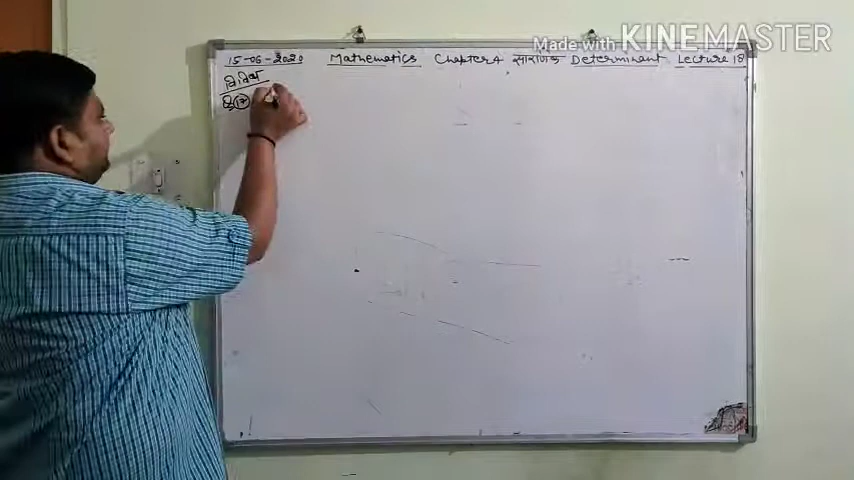 Made with KINEMASTER
15-06-2020 Mathematics Chapter 4 सारणिक Determinant Lecture 18
विविध